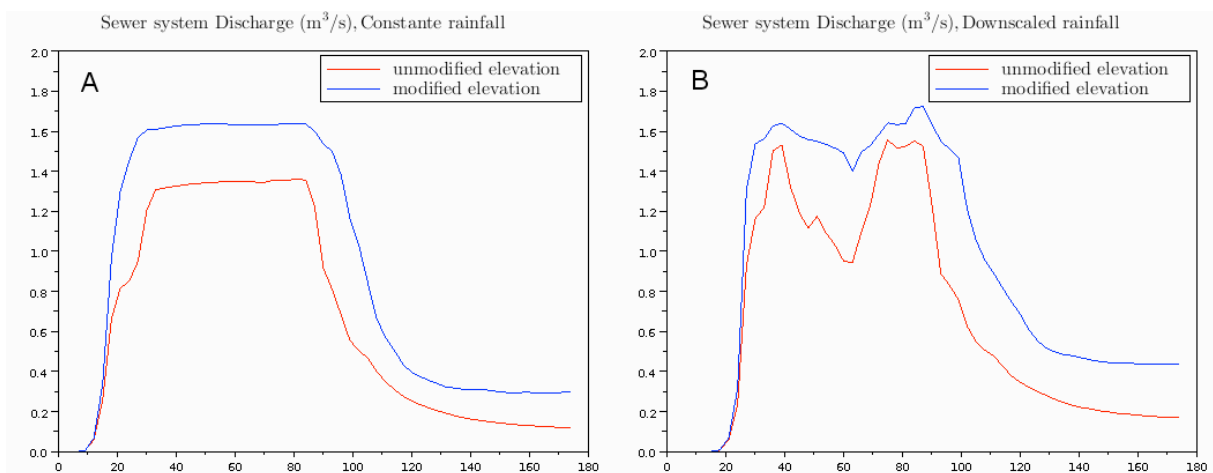 Sewer system Discharge (m³/s), Constante rainfall
A
unmodified elevation
modified elevation
2.0
1.8
1.6
1.4
1.2
1.0
0.8
0.6
0.4
0.2
0.0
0 20 40 60 80 100 120 140 160 180
Sewer system Discharge (m³/s), Downscaled rainfall
B
unmodified elevation
modified elevation
2.0
1.8
1.6
1.4
1.2
1.0
0.8
0.6
0.4
0.2
0.0
0 20 40 60 80 100 120 140 160 180